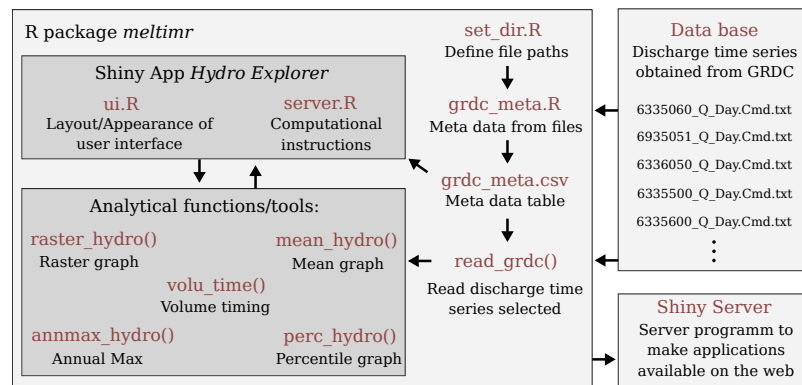 R package meltimr
Shiny App Hydro Explorer
ui.R
Layout/Appearance of
user interface
server.R
Computational
instructions
Analytical functions/tools:
raster_hydro()
Raster graph
mean_hydro()
Mean graph
volu_time()
Volume timing
annmax_hydro()
Annual Max
perc_hydro()
Percentile graph
set_dir.R
Define file paths
grdc_meta.R
Meta data from files
grdc_meta.csv
Meta data table
read_grdc()
Read discharge time
series selected
Data base
Discharge time series
obtained from GRDC
6335060_Q_Day.Cmd.txt
6935051_Q_Day.Cmd.txt
6336050_Q_Day.Cmd.txt
6335500_Q_Day.Cmd.txt
6335600_Q_Day.Cmd.txt
⋮
Shiny Server
Server programm to
make applications
available on the web